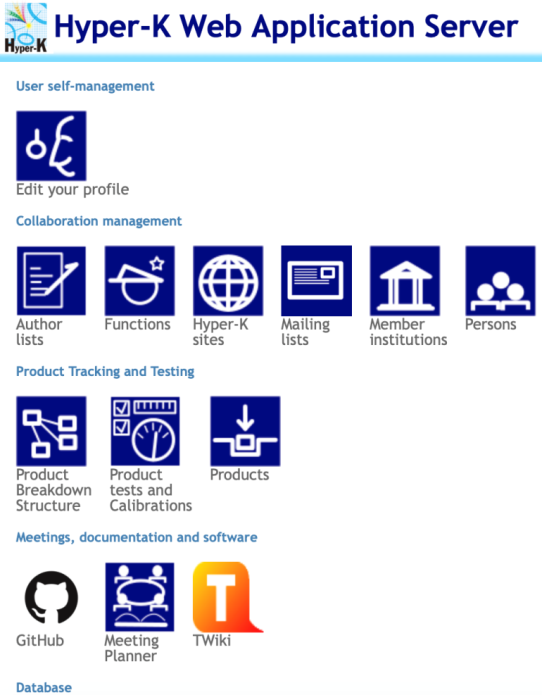 Hyper-K Web Application Server
Hyper-K
User self-management
Edit your profile
Collaboration management
Author
lists
Functions
Hyper-K
sites
Mailing
lists
Member
institutions
Persons
Product Tracking and Testing
Product
Breakdown
Structure
Product
tests and
Calibrations
Products
Meetings, documentation and software
T
GitHub
Meeting
Planner
TWiki
Database